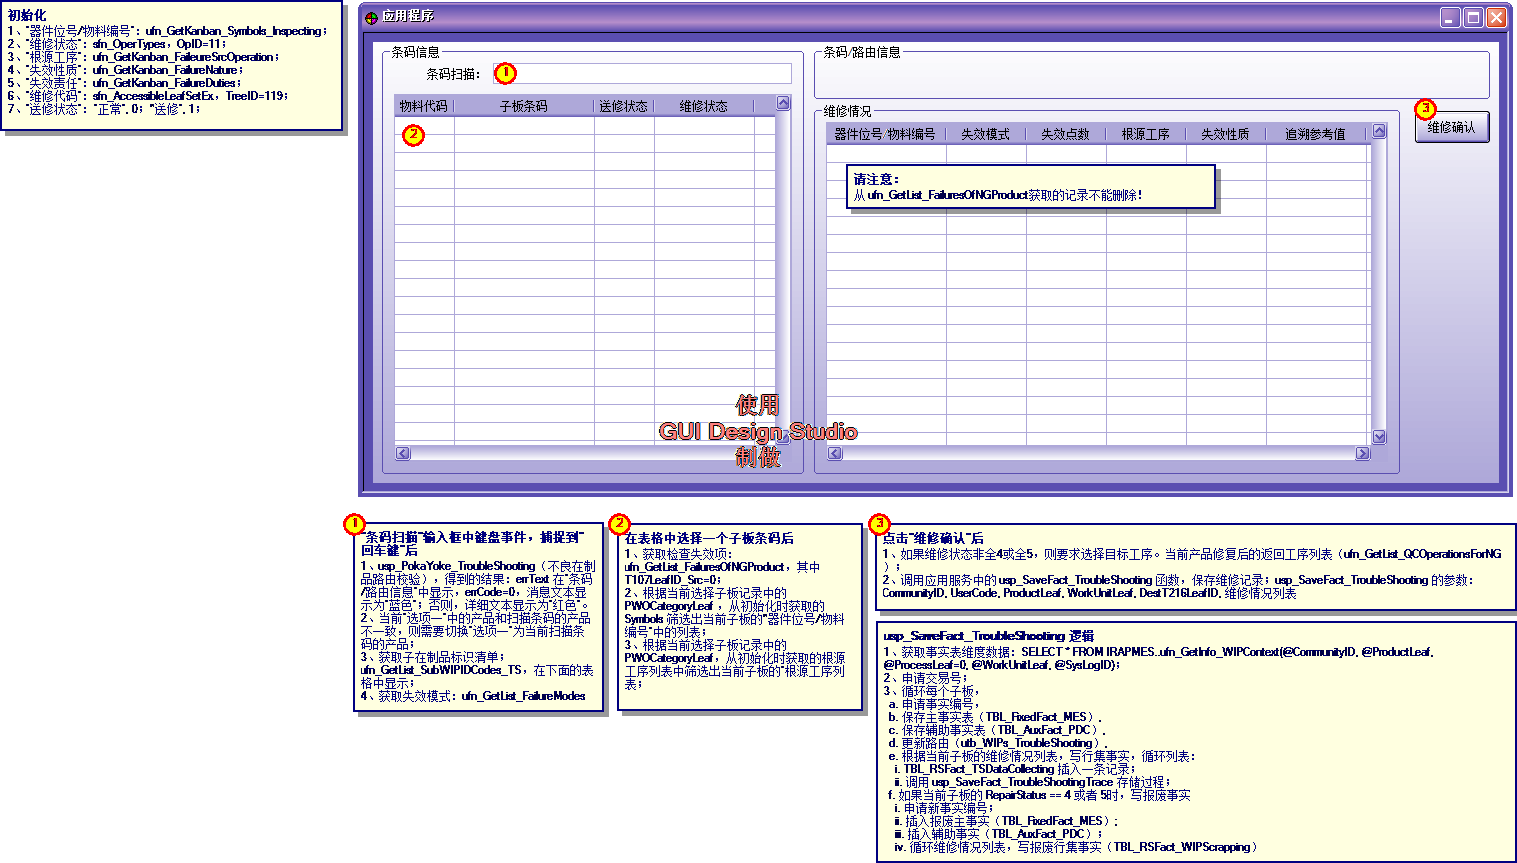 初始化
1、"器件位号/物料编号"：ufn_GetKanban_Symbols_Inspecting；
2、"维修状态"：sfn_OperTypes，OpID=11；
3、"根源工序"：ufn_GetKanban_FaileureSrcOperation；
4、"失效性质"：ufn_GetKanban_FailureNature；
5、"失效责任"：ufn_GetKanban_FailureDuties；
6、"维修代码"：sfn_AccessibleLeafSetEx，TreeID=119；
7、"送修状态"："正常".0；"送修".1；
应用程序
条码信息
条码扫描：
1
物料代码
子板条码
送修状态
维修状态
2
条码/路由信息
维修情况
器件位号/物料编号
失效模式
失效点数
根源工序
失效性质
追溯参考值
3
维修确认
请注意：
从 ufn_GetList_FailuresOfNGProduct获取的记录不能删除！
使用
GUI Design Studio
制做
1
"条码扫描"输入框中键盘事件，捕捉到"
回车键"后
1、usp_PokaYoke_TroubleShooting（不良在制
品路由校验），得到的结果：errText 在"条码
/路由信息"中显示，errCode=0，消息文本显
示为"蓝色"；否则，详细文本显示为"红色"。
2、当前"选项一"中的产品和扫描条码的产品
不一致，则需要切换"选项一"为当前扫描条
码的产品；
3、获取子在制品标识清单：
ufn_GetList_SubWIPIDCodes_TS，在下面的表
格中显示；
4、获取失效模式：ufn_GetList_FailureModes
2
在表格中选择一个子板条码后
1、获取检查失效项：
ufn_GetList_FailuresOfNGProduct，其中
T107LeafID_Src=0；
2、根据当前选择子板记录中的
PWOCategoryLeaf ，从初始化时获取的
Symbols 筛选出当前子板的"器件位号/物料
编号"中的列表；
3、根据当前选择子板记录中的
PWOCategoryLeaf，从初始化时获取的根源
工序列表中筛选出当前子板的"根源工序列表
；
3
点击"维修确认"后
1、如果维修状态非全4或全5，则要求选择目标工序。当前产品修复后的返回工序列表（ufn_GetList_QCOperationsForNG
）；
2、调用应用服务中的 usp_SaveFact_TroubleShooting 函数，保存维修记录；usp_SaveFact_TroubleShooting 的参数：
CommunityID, UserCode, ProductLeaf, WorkUnitLeaf, DestT216LeafID, 维修情况列表
usp_SaveFact_TroubleShooting 逻辑
1、获取事实表维度数据：SELECT * FROM IRAPMES..ufn_GetInfo_WIPContext(@CommunityID, @ProductLeaf,
@ProcessLeaf=0, @WorkUnitLeaf, @SysLogID)；
2、申请交易号；
3、循环每个子板，
a. 申请事实编号，
b. 保存主事实表（TBL_FixedFact_MES），
c. 保存辅助事实表（TBL_AuxFact_PDC），
d. 更新路由（utb_WIPs_TroubleShooting），
e. 根据当前子板的维修情况列表，写行集事实，循环列表：
i. TBL_RSFact_TSDataCollecting 插入一条记录；
ii. 调用 usp_SaveFact_TroubleShootingTrace 存储过程；
f. 如果当前子板的 RepairStatus == 4 或者 5时，写报废事实
i. 申请新事实编号；
ii. 插入报废主事实（TBL_FixedFact_MES）；
iii. 插入辅助事实（TBL_AuxFact_PDC）；
iv. 循环维修情况列表，写报废行集事实（TBL_RSFact_WIPScrapping）